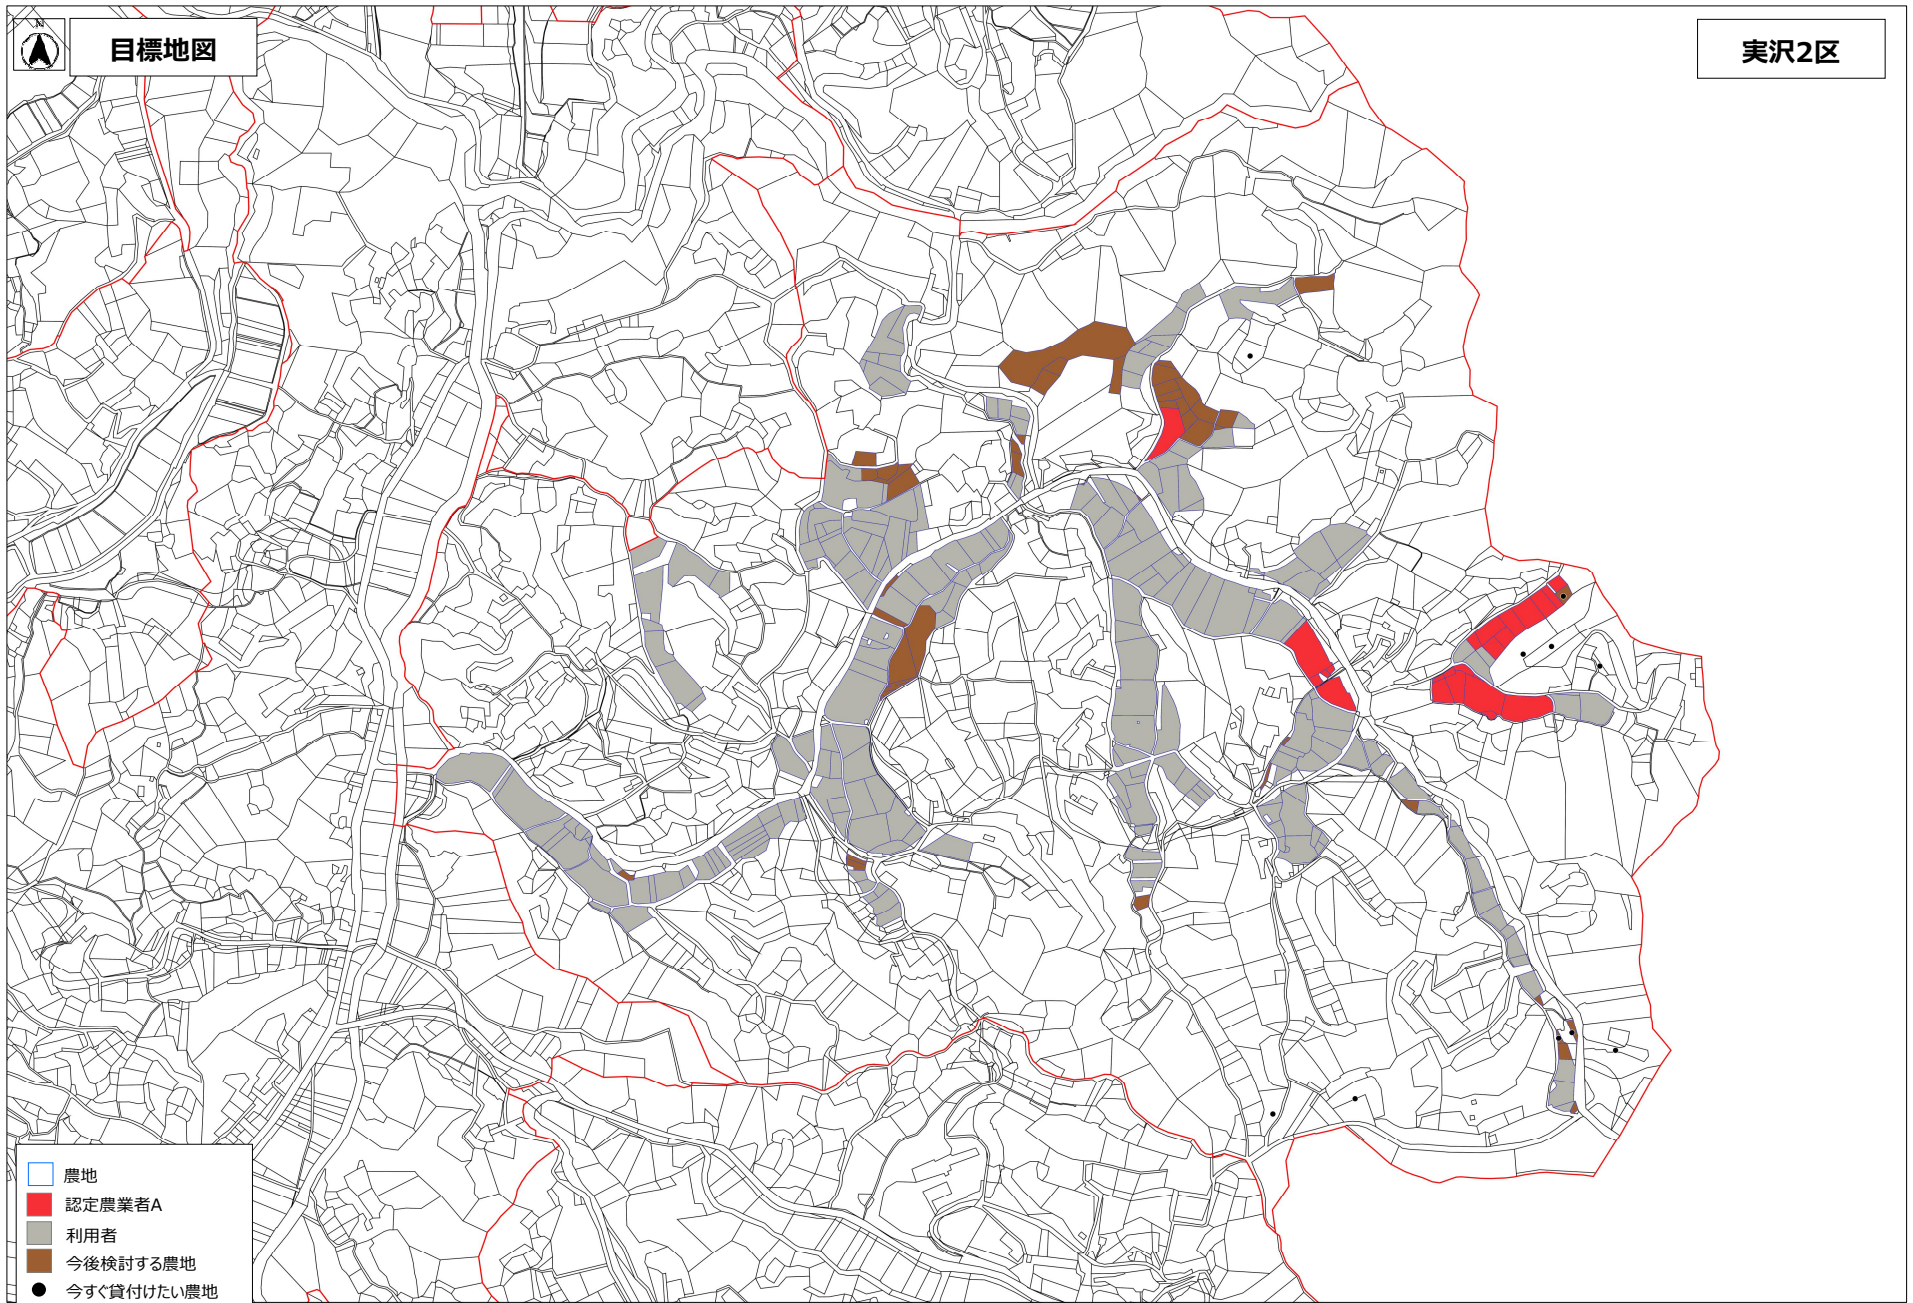 N
目標地図
実沢2区
農地
認定農業者A
利用者
今後検討する農地
今すぐ貸付けたい農地